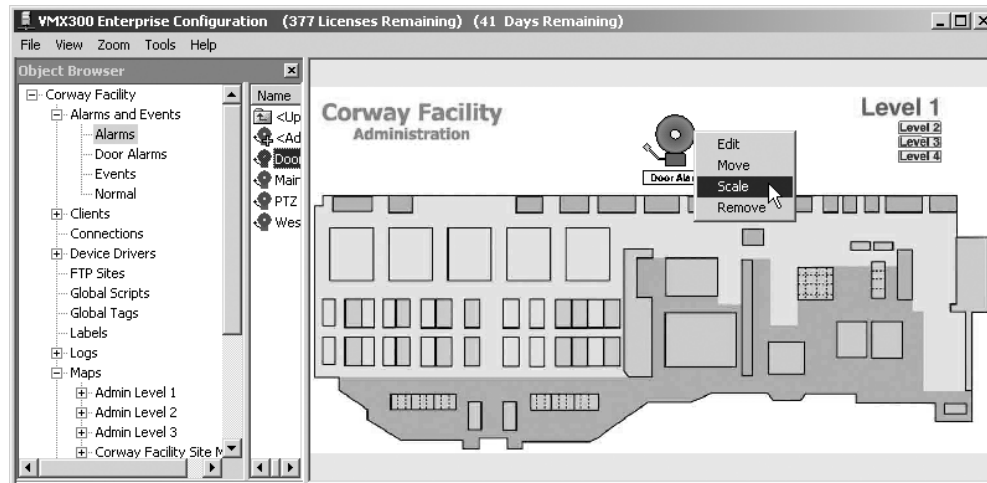 VMX300 Enterprise Configuration (377 Licenses Remaining) (41 Days Remaining)
File View Zoom Tools Help
Object Browser
Corway Facility
Alarms and Events
Alarms
Door Alarms
Events
Normal
Clients
Connections
Device Drivers
FTP Sites
Global Scripts
Global Tags
Labels
Logs
Maps
Admin Level 1
Admin Level 2
Admin Level 3
Corway Facility Site M
Name
<Up
<Ad
Door
Main
PTZ
Wes
Corway Facility
Administration
Level 1
Level 2
Level 3
Level 4
Door Ala
Edit
Move
Scale
Remove